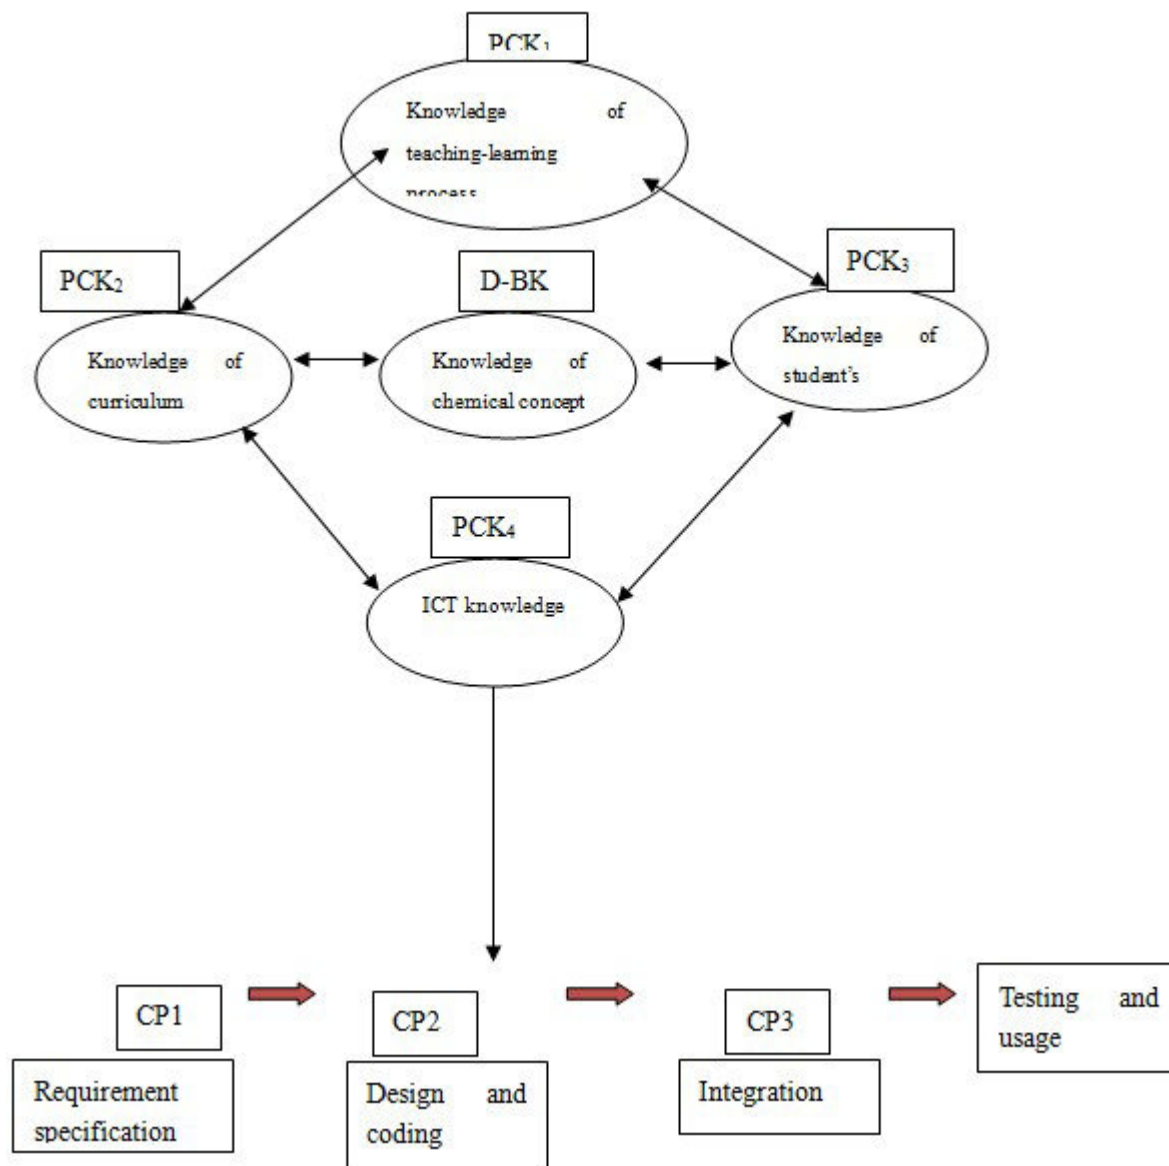 PCK₁
Knowledge of
teaching-learning
process
PCK₂
D-BK
PCK₃
Knowledge of
curriculum
Knowledge of
chemical concept
Knowledge of
student's
PCK₄
ICT knowledge
CP1
Requirement
specification
CP2
Design and
coding
CP3
Integration
Testing and
usage